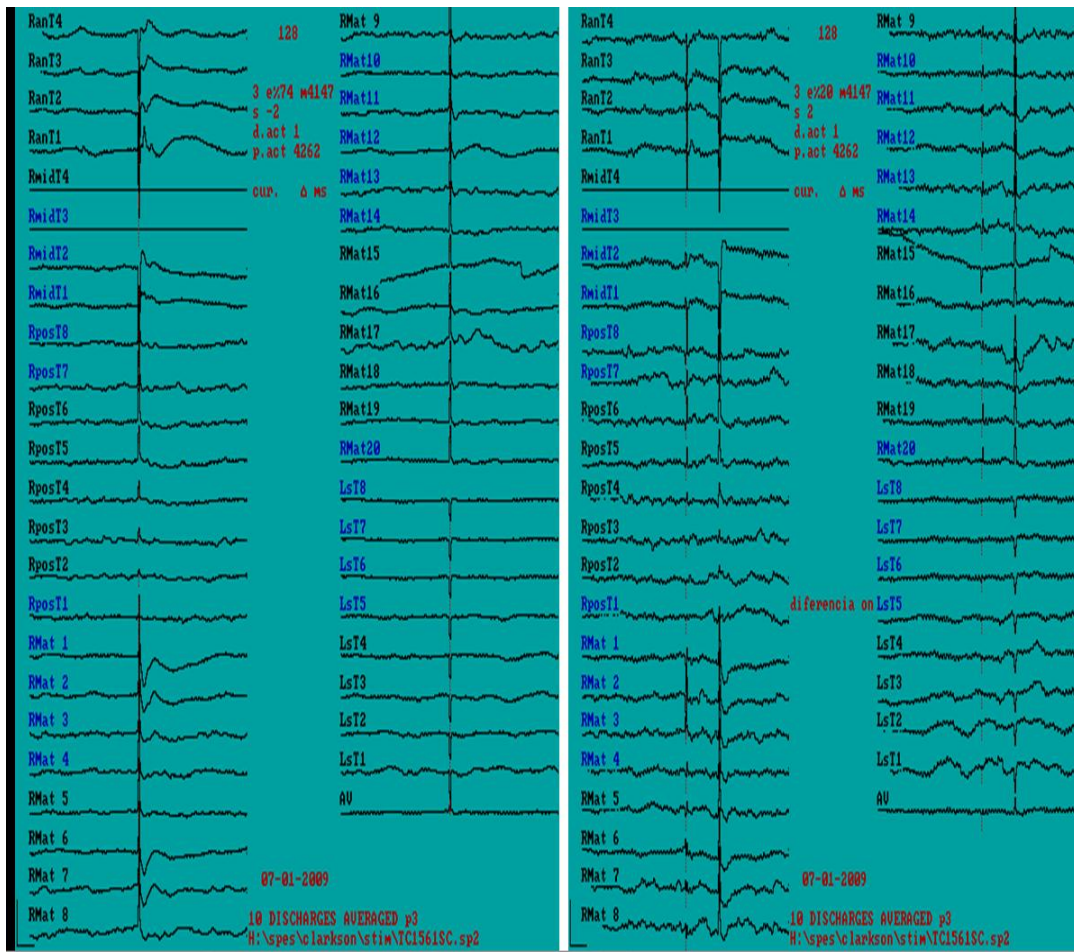 RanT4
128
RanT3
RanT2
3 e%74 m4147
s -2
RanT1
d.act 1
p.act 4262
RmidT4
cur. Δ ms
RmidT3
RmidT2
RmidT1
RposT8
RposT7
RposT6
RposT5
RposT4
RposT3
RposT2
RposT1
RMat 1
RMat 2
RMat 3
RMat 4
RMat 5
RMat 6
RMat 7
RMat 8
07-01-2009
10 DISCHARGES AVERAGED p3
H:\spes\clarkson\stim\TC1561SC.sp2
RMat 9
RMat10
RMat11
RMat12
RMat13
RMat14
RMat15
RMat16
RMat17
RMat18
RMat19
RMat20
LsT8
LsT7
LsT6
LsT5
LsT4
LsT3
LsT2
LsT1
AV
RanT4
128
RanT3
RanT2
3 e%20 m4147
s 2
RanT1
d.act 1
p.act 4262
RmidT4
cur. Δ ms
RmidT3
RmidT2
RmidT1
RposT8
RposT7
RposT6
RposT5
RposT4
RposT3
RposT2
RposT1
diferencia on
RMat 1
RMat 2
RMat 3
RMat 4
RMat 5
RMat 6
RMat 7
RMat 8
07-01-2009
10 DISCHARGES AVERAGED p3
H:\spes\clarkson\stim\TC1561SC.sp2
RMat 9
RMat10
RMat11
RMat12
RMat13
RMat14
RMat15
RMat16
RMat17
RMat18
RMat19
RMat20
LsT8
LsT7
LsT6
LsT5
LsT4
LsT3
LsT2
LsT1
AV